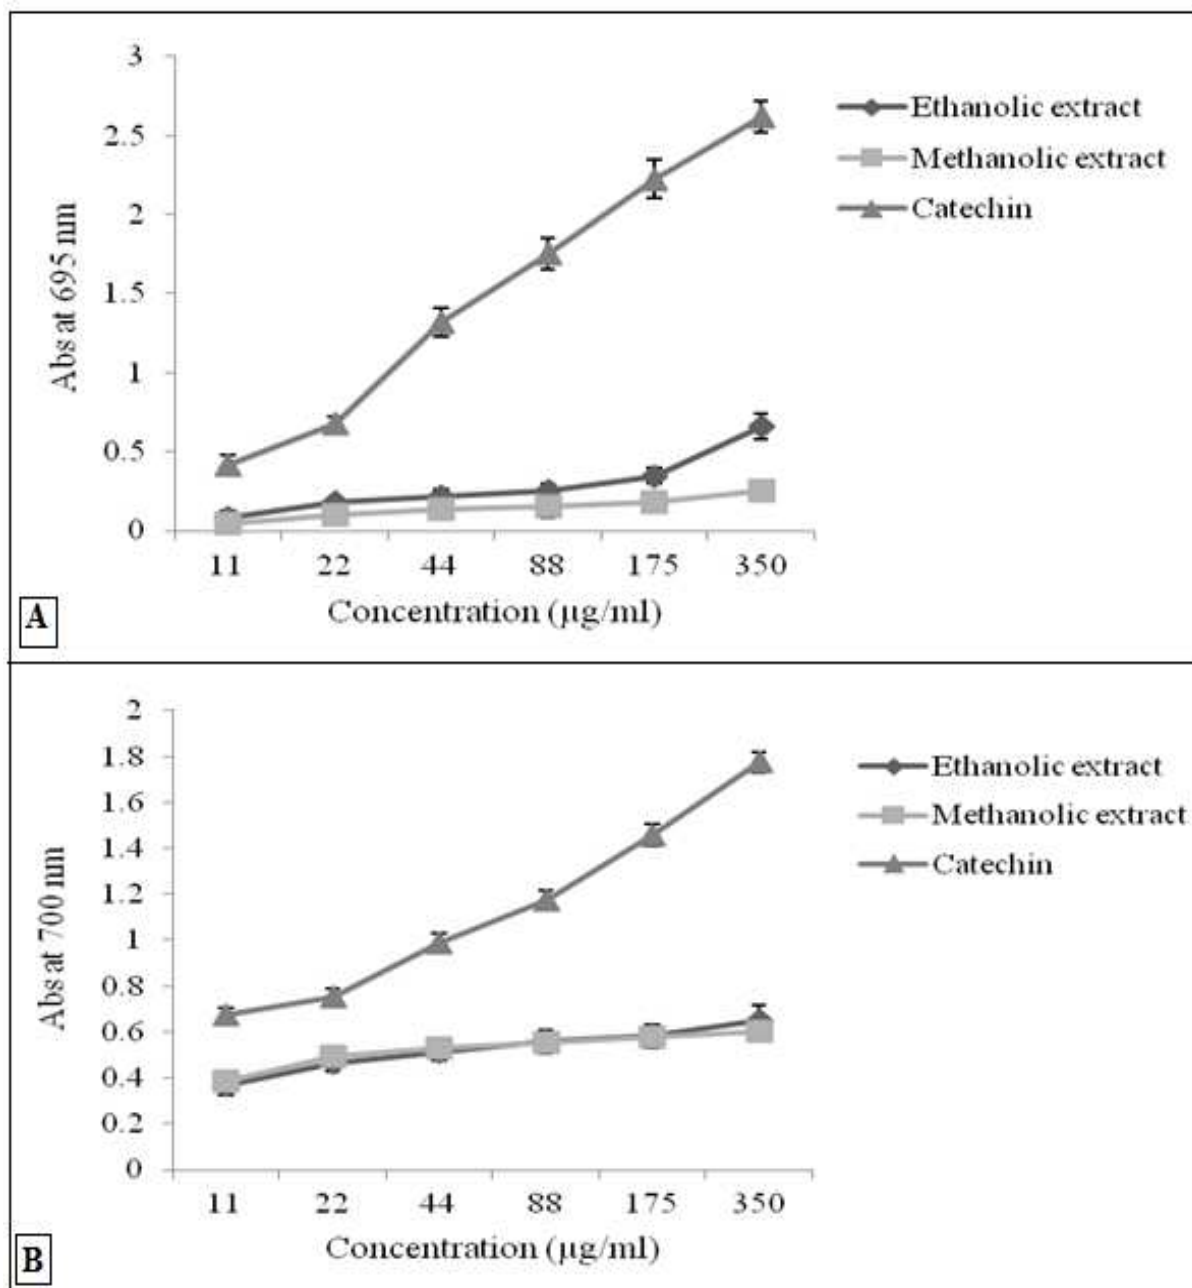 3
2.5
2
1.5
1
0.5
0
Abs at 695 nm
11 22 44 88 175 350
Concentration (µg/ml)
Ethanolic extract
Methanolic extract
Catechin
A
2
1.8
1.6
1.4
1.2
1
0.8
0.6
0.4
0.2
0
Abs at 700 nm
11 22 44 88 175 350
Concentration (µg/ml)
Ethanolic extract
Methanolic extract
Catechin
B